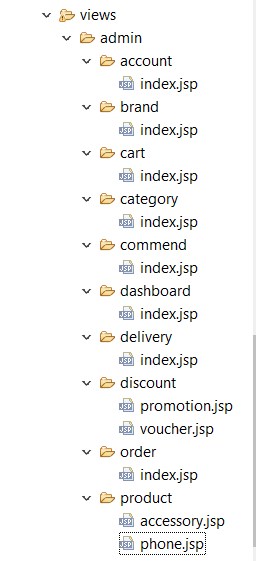 views
admin
account
index.jsp
brand
index.jsp
cart
index.jsp
category
index.jsp
commend
index.jsp
dashboard
index.jsp
delivery
index.jsp
discount
promotion.jsp
voucher.jsp
order
index.jsp
product
accessory.jsp
phone.jsp